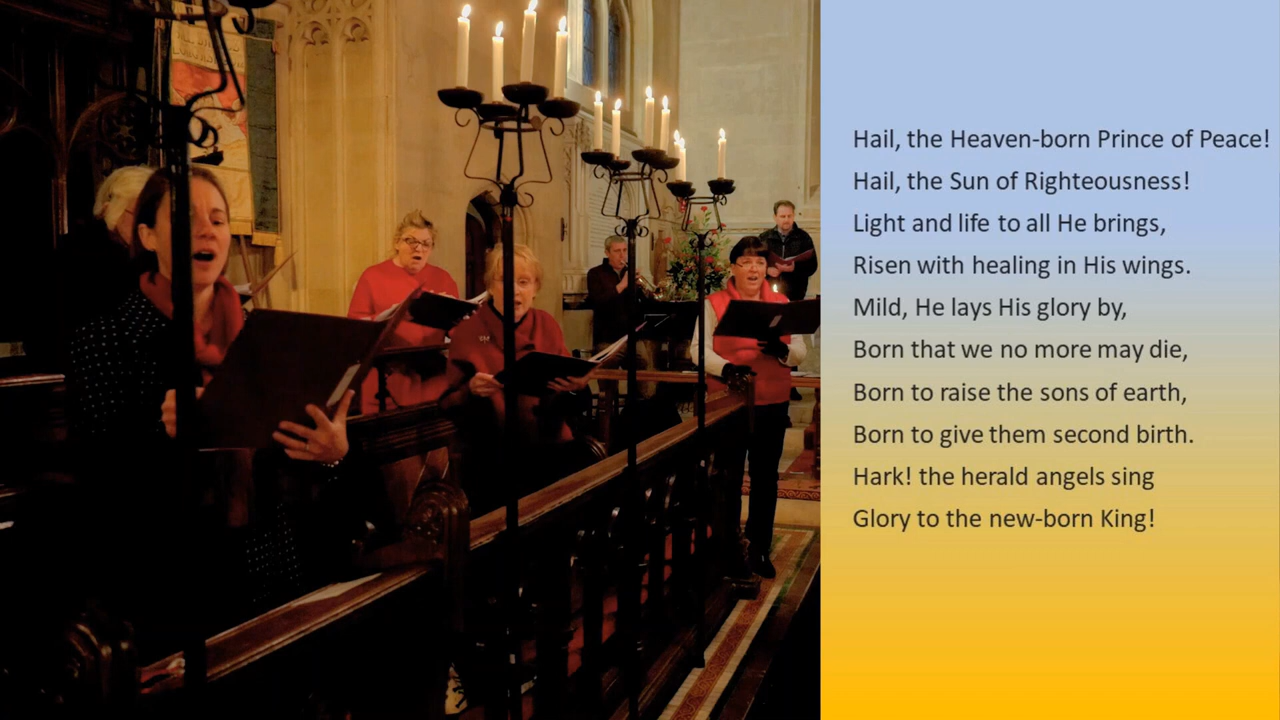 Hail, the Heaven-born Prince of Peace!
Hail, the Sun of Righteousness!
Light and life to all He brings,
Risen with healing in His wings.
Mild, He lays His glory by,
Born that we no more may die,
Born to raise the sons of earth,
Born to give them second birth.
Hark! the herald angels sing
Glory to the new-born King!